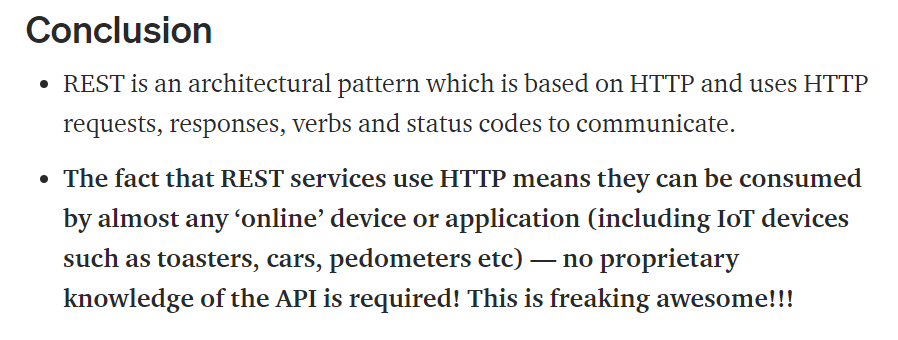 Conclusion
• REST is an architectural pattern which is based on HTTP and uses HTTP
requests, responses, verbs and status codes to communicate.
• The fact that REST services use HTTP means they can be consumed
by almost any ‘online’ device or application (including IoT devices
such as toasters, cars, pedometers etc) — no proprietary
knowledge of the API is required! This is freaking awesome!!!